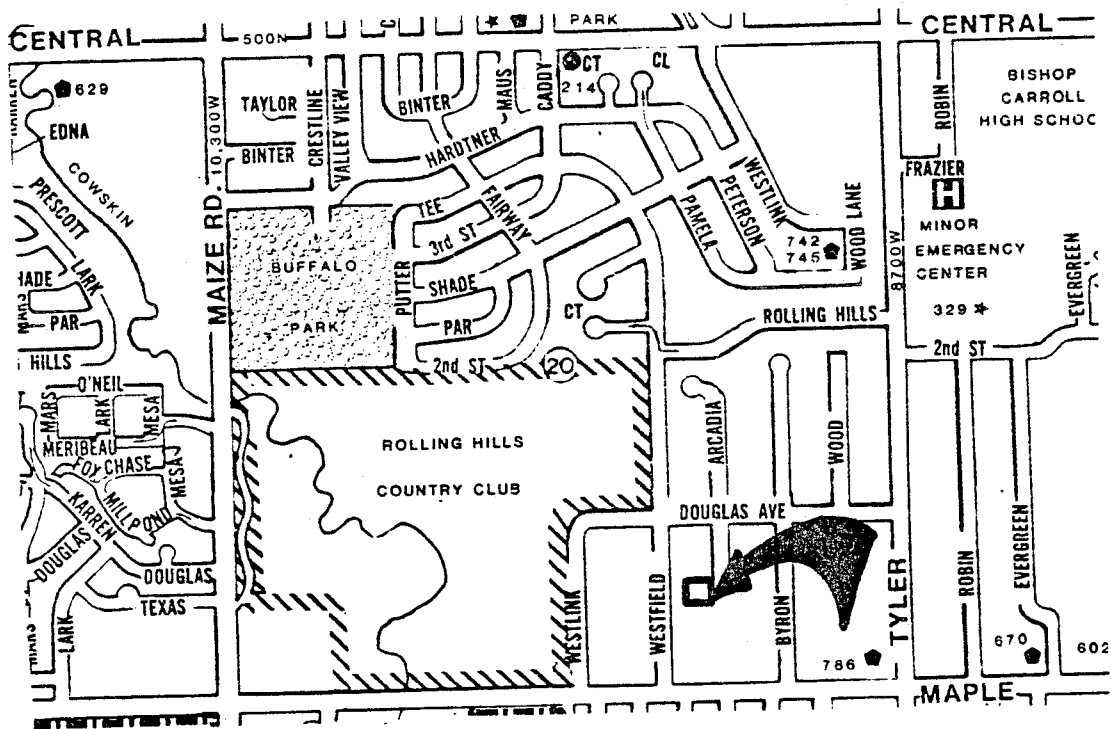 CENTRAL
500N
PARK
CENTRAL
629
EDNA
TAYLOR
BINTER
CRESTLINE
VALLEY VIEW
BINTER
HARDTNER
MAUS
CADDY
CT
CL
214
ROBIN
BISHOP
CARROLL
HIGH SCHOO
10,300W
MAIZE RD.
COWSKIN
PRESCOTT
LARK
FRAZIER
H
MINOR
EMERGENCY
CENTER
329
WESTLINK
PETERSON
PAMELA
742
745
WOOD LANE
8700W
EVERGREEN
TEE
FAIRWAY
3rd ST
BUFFALO
PARK
PUTTER
SHADE
PAR
2nd ST
CT
ROLLING HILLS
2nd ST
HADE
MARS
PAR
HILLS
O'NEIL
MARS
LARK
MESA
MERIBEAU
FOX CHASE
MESA
MILLPOND
KARREN
DOUGLAS
DOUGLAS
TEXAS
MARS
LARK
20
ROLLING HILLS
COUNTRY CLUB
ARCADIA
WOOD
DOUGLAS AVE
WESTLINK
WESTFIELD
BYRON
TYLER
ROBIN
EVERGREEN
786
670
602
MAPLE